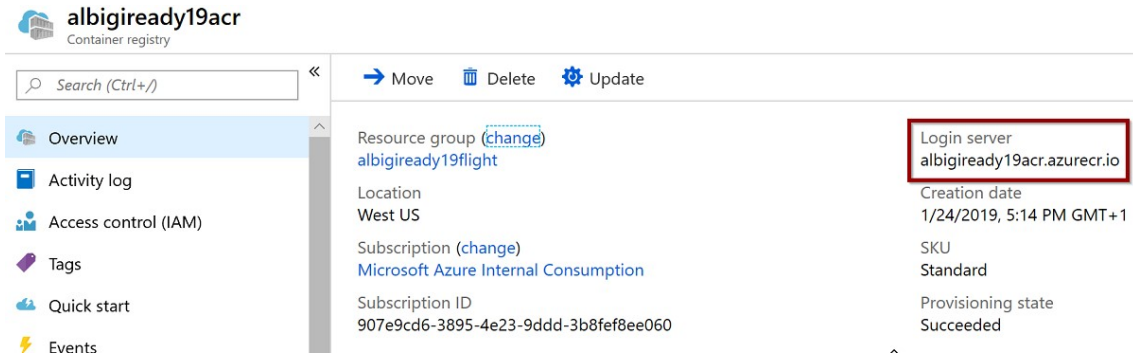 albigiready19acr
Container registry
Search (Ctrl+/)
«
Overview
Activity log
Access control (IAM)
Tags
Quick start
Events
Move Delete Update
Resource group (change)
albigiready19flight
Location
West US
Subscription (change)
Microsoft Azure Internal Consumption
Subscription ID
907e9cd6-3895-4e23-9ddd-3b8fef8ee060
Login server
albigiready19acr.azurecr.io
Creation date
1/24/2019, 5:14 PM GMT+1
SKU
Standard
Provisioning state
Succeeded